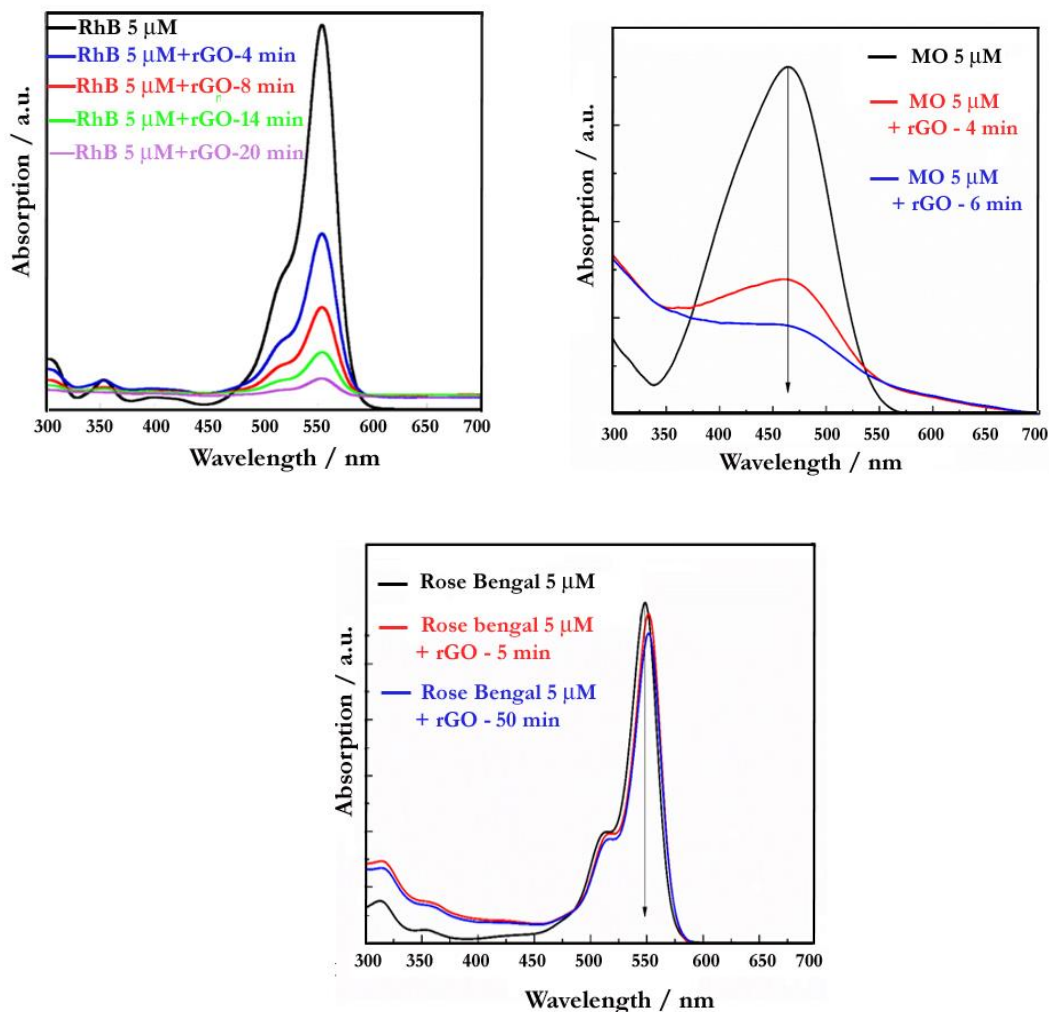 RhB 5 µM
RhB 5 µM+rGO-4 min
RhB 5 µM+rGO-8 min
RhB 5 µM+rGO-14 min
RhB 5 µM+rGO-20 min
Absorption / a.u.
300 350 400 450 500 550 600 650 700
Wavelength / nm
MO 5 µM
MO 5 µM
+ rGO - 4 min
MO 5 µM
+ rGO - 6 min
Absorption / a.u.
300 350 400 450 500 550 600 650 700
Wavelength / nm
Rose Bengal 5 µM
Rose bengal 5 µM
+ rGO - 5 min
Rose Bengal 5 µM
+ rGO - 50 min
Absorption / a.u.
300 350 400 450 500 550 600 650 700
Wavelength / nm